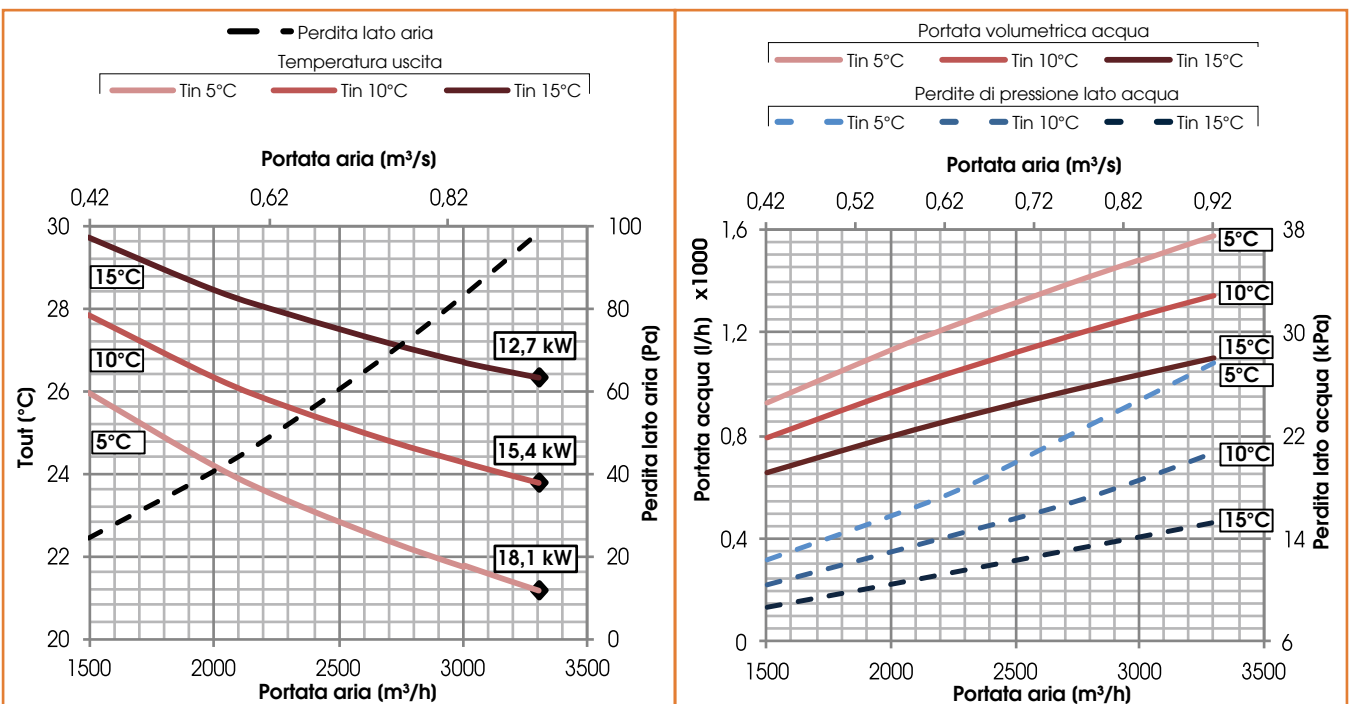 Perdita lato aria
Temperatura uscita
Tin 5°C Tin 10°C Tin 15°C
Portata aria (m³/s)
0,42 0,62 0,82
30 100
15°C
28 80
12,7 kW
10°C
26 60
5°C
15,4 kW
24 40
22 20
18,1 kW
20 0
Tout (°C)
Perdita lato aria (Pa)
1500 2000 2500 3000 3500
Portata aria (m³/h)
Portata volumetrica acqua
Tin 5°C Tin 10°C Tin 15°C
Perdite di pressione lato acqua
Tin 5°C Tin 10°C Tin 15°C
Portata aria (m³/s)
0,42 0,52 0,62 0,72 0,82 0,92
1,6 38
5°C
10°C
1,2 30
15°C
5°C
0,8 22
10°C
15°C
0,4 14
0 6
Portata acqua (l/h) x1000
Perdita lato acqua (kPa)
1500 2000 2500 3000 3500
Portata aria (m³/h)